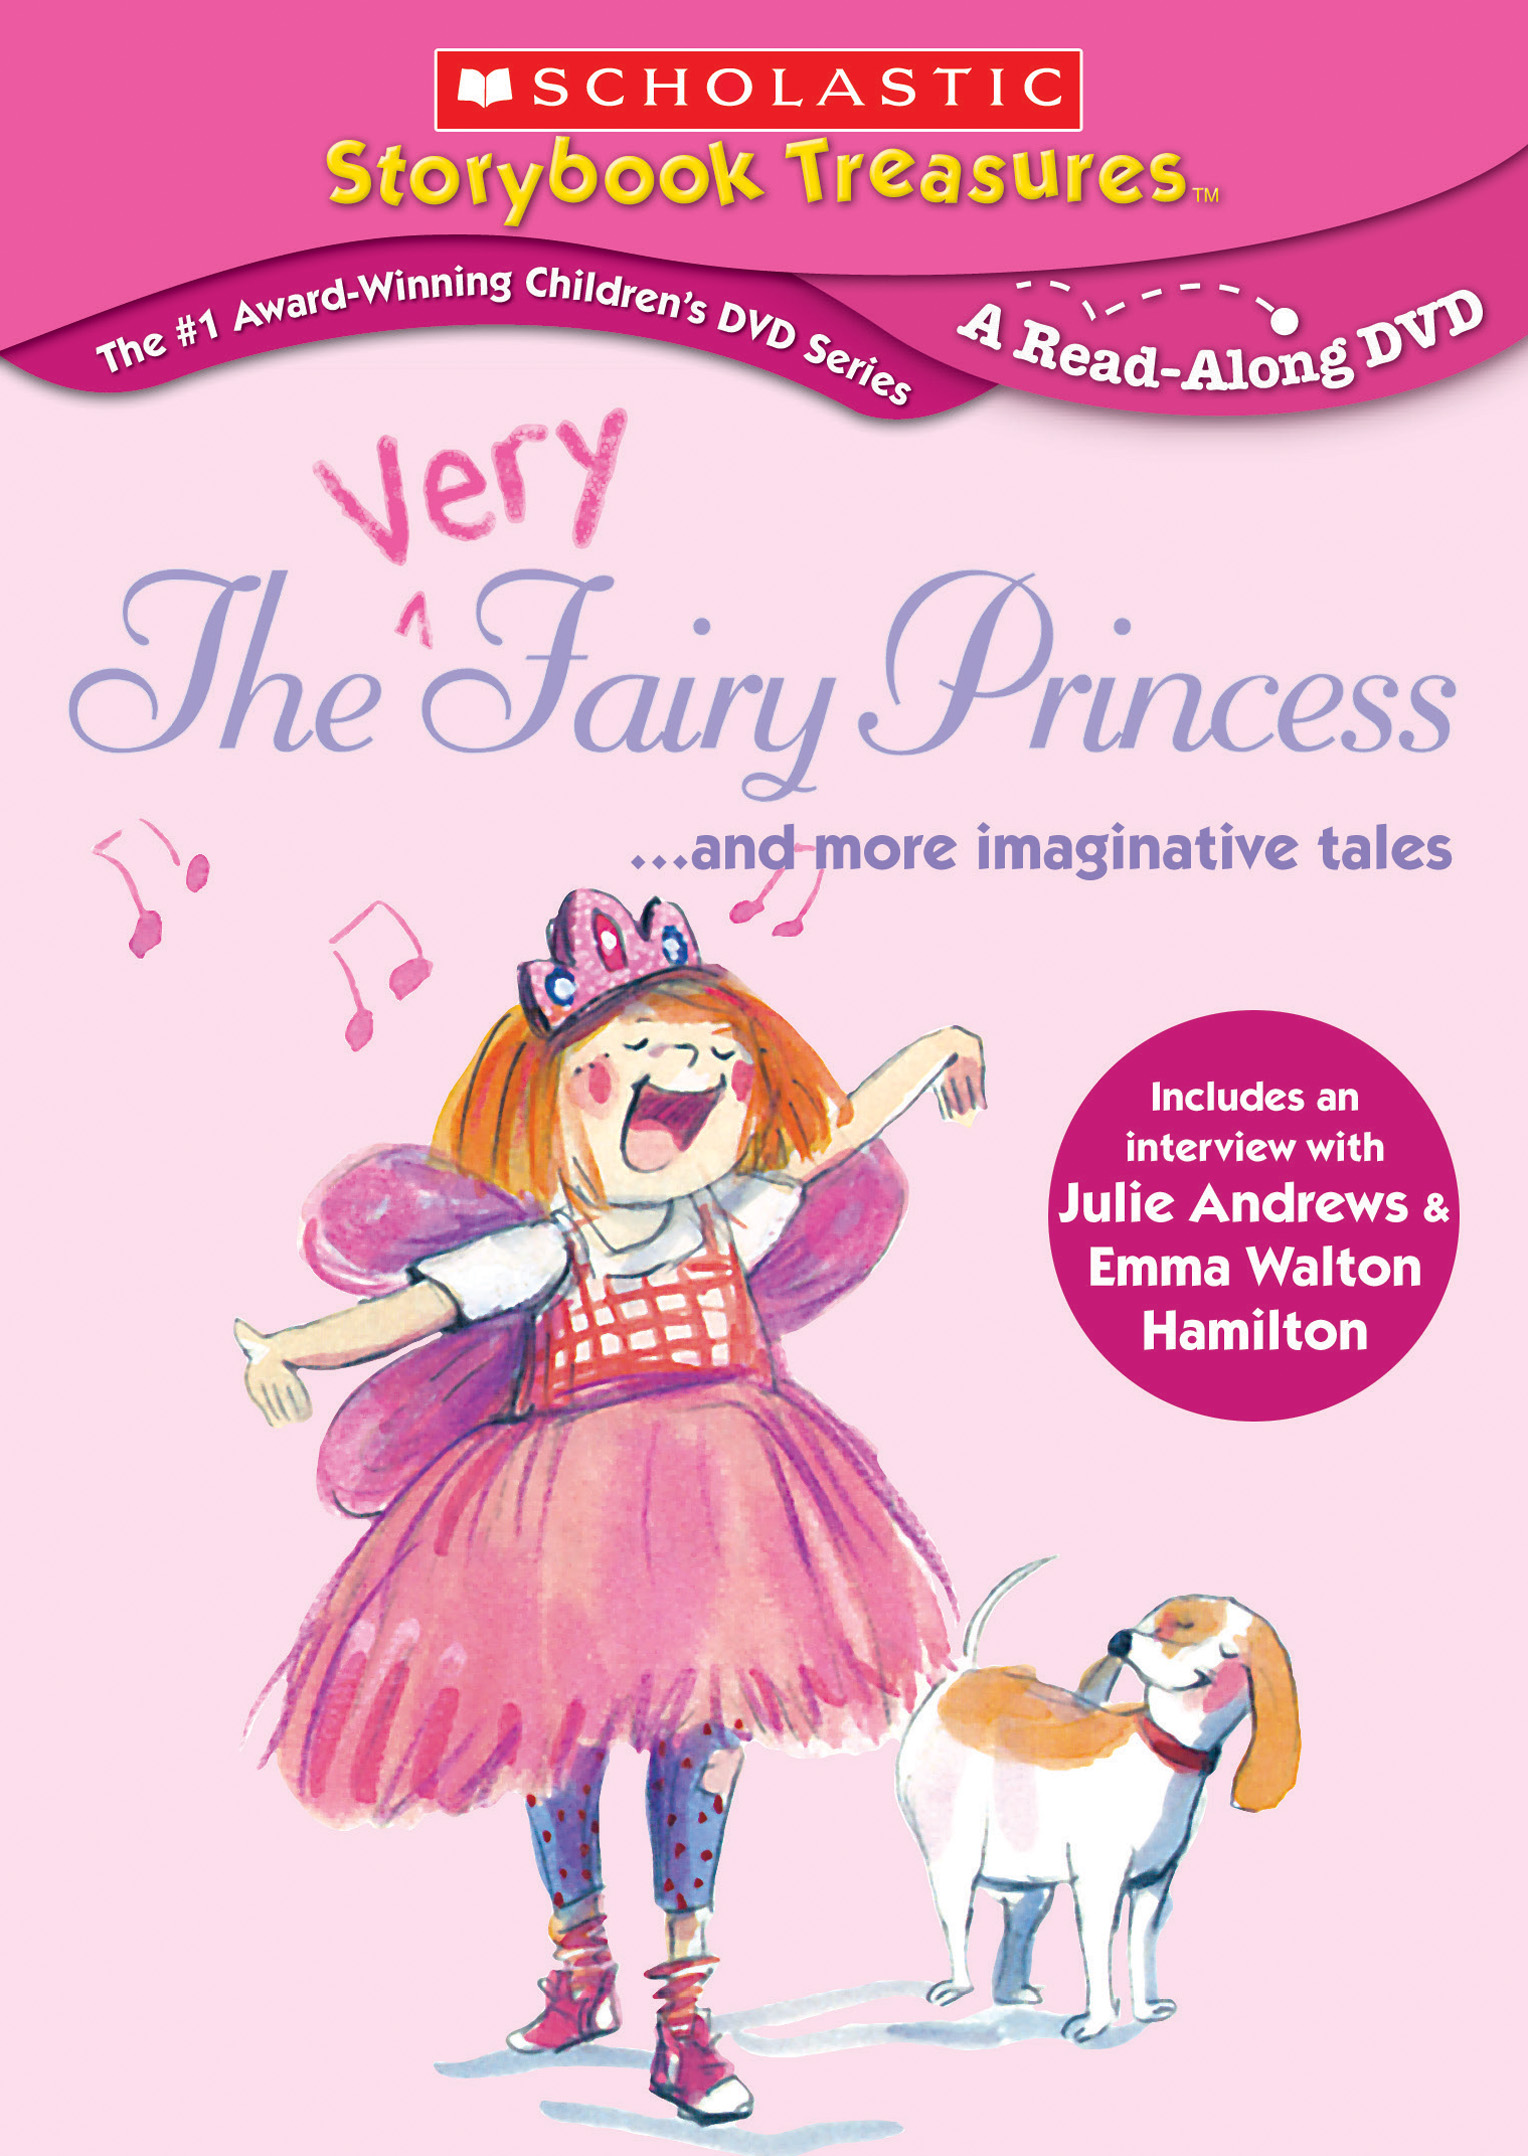 SCHOLASTIC
Storybook Treasures™
The #1 Award-Winning Children's DVD Series
A Read-Along DVD
Very
The ^ Fairy Princess
...and more imaginative tales
Includes an
interview with
Julie Andrews &
Emma Walton
Hamilton